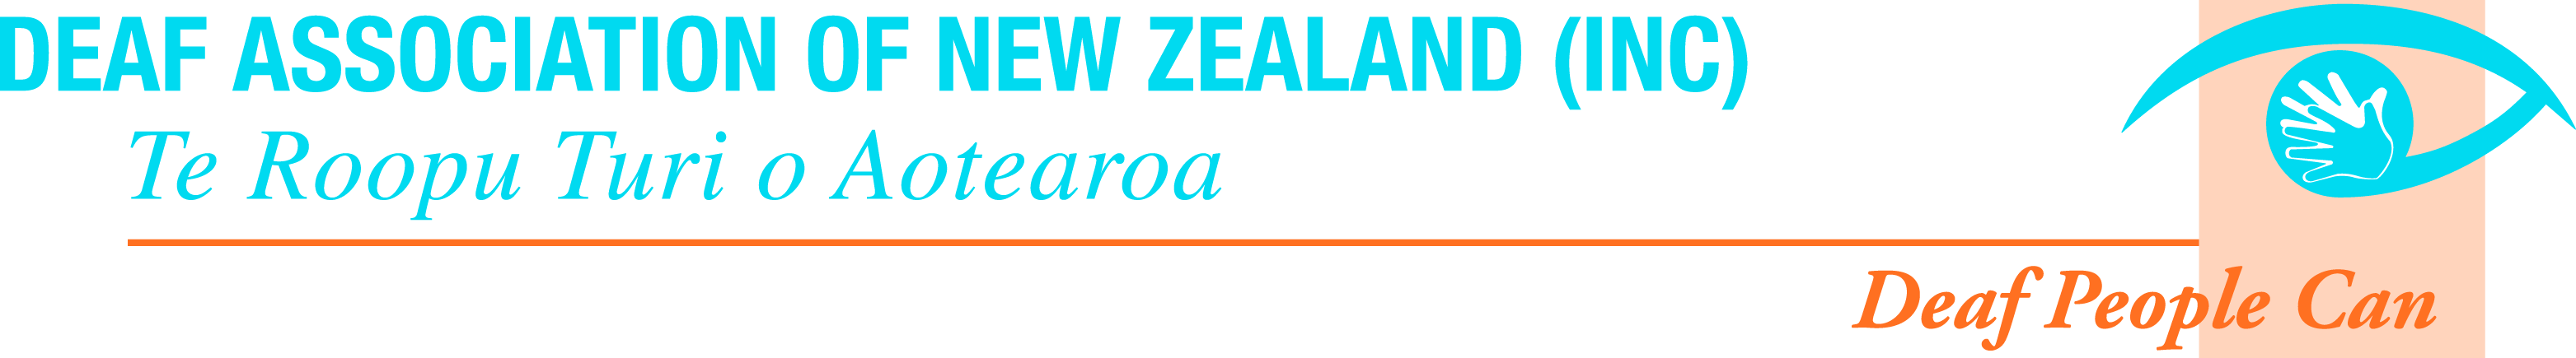 DEAF ASSOCIATION OF NEW ZEALAND (INC)
Te Roopu Turi o Aotearoa
Deaf People Can